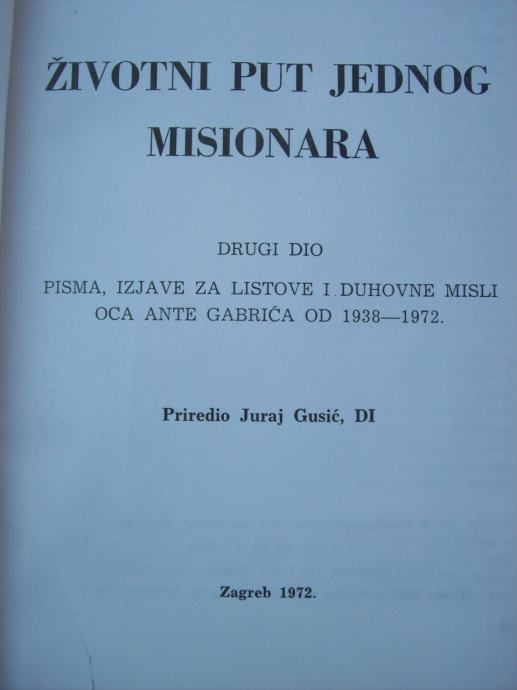 ŽIVOTNI PUT JEDNOG
MISIONARA
DRUGI DIO
PISMA, IZJAVE ZA LISTOVE I DUHOVNE MISLI
OCA ANTE GABRIĆA OD 1938—1972.
Priredio Juraj Gusić, DI
Zagreb 1972.